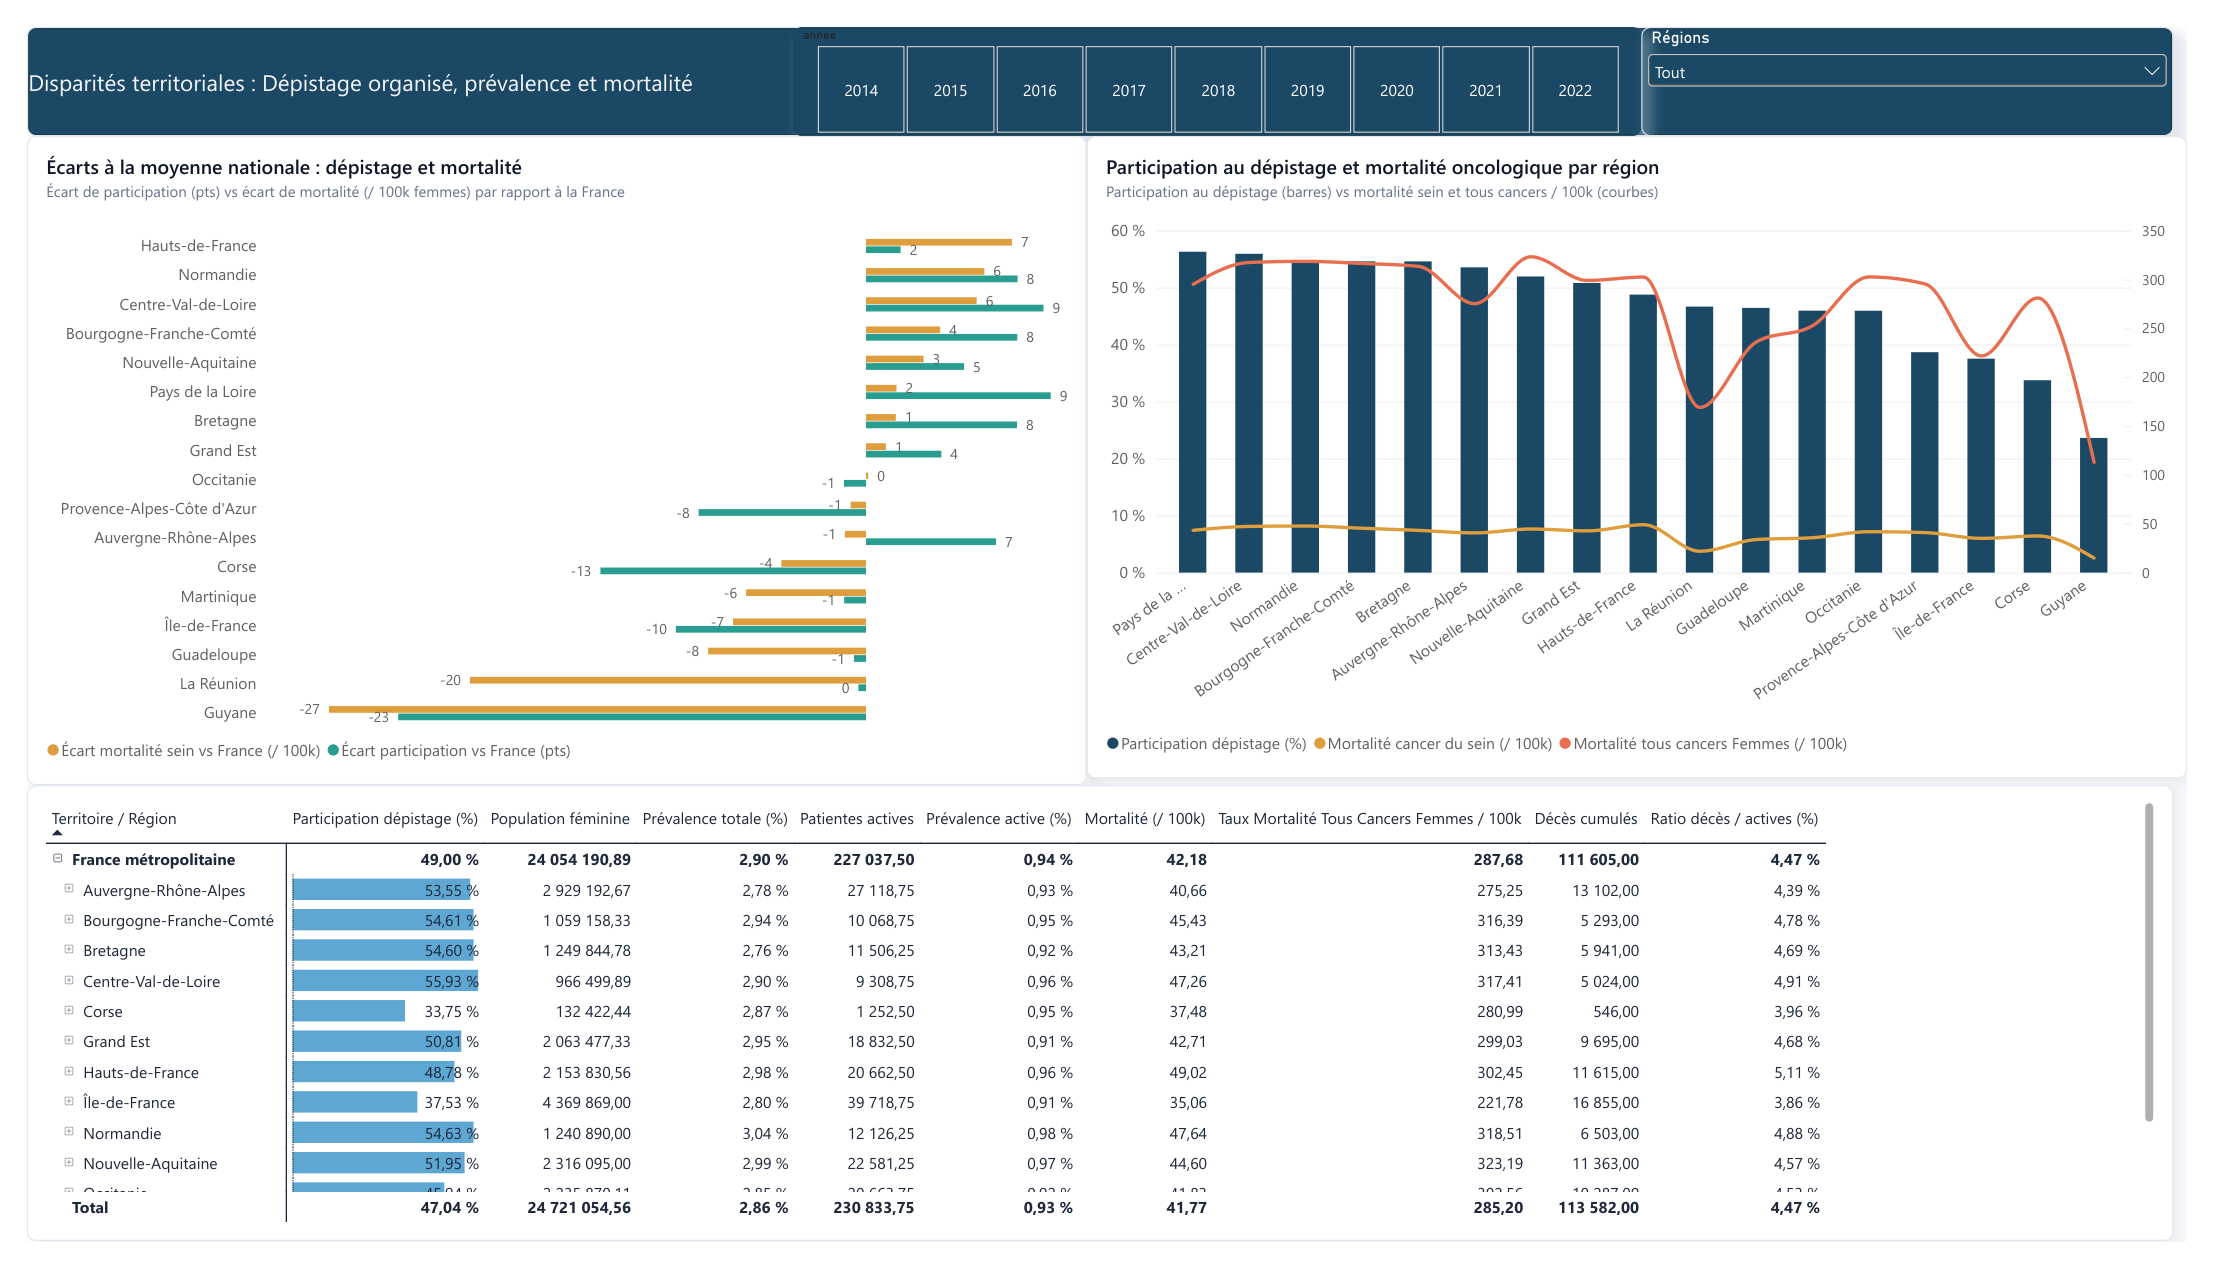 annee
Régions
Disparités territoriales : Dépistage organisé, prévalence et mortalité
2014 2015 2016 2017 2018 2019 2020 2021 2022
Tout
Écarts à la moyenne nationale : dépistage et mortalité
Écart de participation (pts) vs écart de mortalité (/ 100k femmes) par rapport à la France
Hauts-de-France 7 2
Normandie 6 8
Centre-Val-de-Loire 6 9
Bourgogne-Franche-Comté 4 8
Nouvelle-Aquitaine 3 5
Pays de la Loire 2 9
Bretagne 1 8
Grand Est 1 4
Occitanie 0 -1
Provence-Alpes-Côte d'Azur -1 -8
Auvergne-Rhône-Alpes -1 7
Corse -4 -13
Martinique -6 -1
Île-de-France -7 -10
Guadeloupe -8 -1
La Réunion -20 0
Guyane -27 -23
Écart mortalité sein vs France (/ 100k) Écart participation vs France (pts)
Participation au dépistage et mortalité oncologique par région
Participation au dépistage (barres) vs mortalité sein et tous cancers / 100k (courbes)
60 %
50 %
40 %
30 %
20 %
10 %
0 %
350
300
250
200
150
100
50
0
Pays de la ...
Centre-Val-de-Loire
Normandie
Bourgogne-Franche-Comté
Bretagne
Auvergne-Rhône-Alpes
Nouvelle-Aquitaine
Grand Est
Hauts-de-France
La Réunion
Guadeloupe
Martinique
Occitanie
Provence-Alpes-Côte d'Azur
Île-de-France
Corse
Guyane
Participation dépistage (%) Mortalité cancer du sein (/ 100k) Mortalité tous cancers Femmes (/ 100k)
Territoire / Région Participation dépistage (%) Population féminine Prévalence totale (%) Patientes actives Prévalence active (%) Mortalité (/ 100k) Taux Mortalité Tous Cancers Femmes / 100k Décès cumulés Ratio décès / actives (%)
France métropolitaine 49,00 % 24 054 190,89 2,90 % 227 037,50 0,94 % 42,18 287,68 111 605,00 4,47 %
Auvergne-Rhône-Alpes 53,55 % 2 929 192,67 2,78 % 27 118,75 0,93 % 40,66 275,25 13 102,00 4,39 %
Bourgogne-Franche-Comté 54,61 % 1 059 158,33 2,94 % 10 068,75 0,95 % 45,43 316,39 5 293,00 4,78 %
Bretagne 54,60 % 1 249 844,78 2,76 % 11 506,25 0,92 % 43,21 313,43 5 941,00 4,69 %
Centre-Val-de-Loire 55,93 % 966 499,89 2,90 % 9 308,75 0,96 % 47,26 317,41 5 024,00 4,91 %
Corse 33,75 % 132 422,44 2,87 % 1 252,50 0,95 % 37,48 280,99 546,00 3,96 %
Grand Est 50,81 % 2 063 477,33 2,95 % 18 832,50 0,91 % 42,71 299,03 9 695,00 4,68 %
Hauts-de-France 48,78 % 2 153 830,56 2,98 % 20 662,50 0,96 % 49,02 302,45 11 615,00 5,11 %
Île-de-France 37,53 % 4 369 869,00 2,80 % 39 718,75 0,91 % 35,06 221,78 16 855,00 3,86 %
Normandie 54,63 % 1 240 890,00 3,04 % 12 126,25 0,98 % 47,64 318,51 6 503,00 4,88 %
Nouvelle-Aquitaine 51,95 % 2 316 095,00 2,99 % 22 581,25 0,97 % 44,60 323,19 11 363,00 4,57 %
Total 47,04 % 24 721 054,56 2,86 % 230 833,75 0,93 % 41,77 285,20 113 582,00 4,47 %